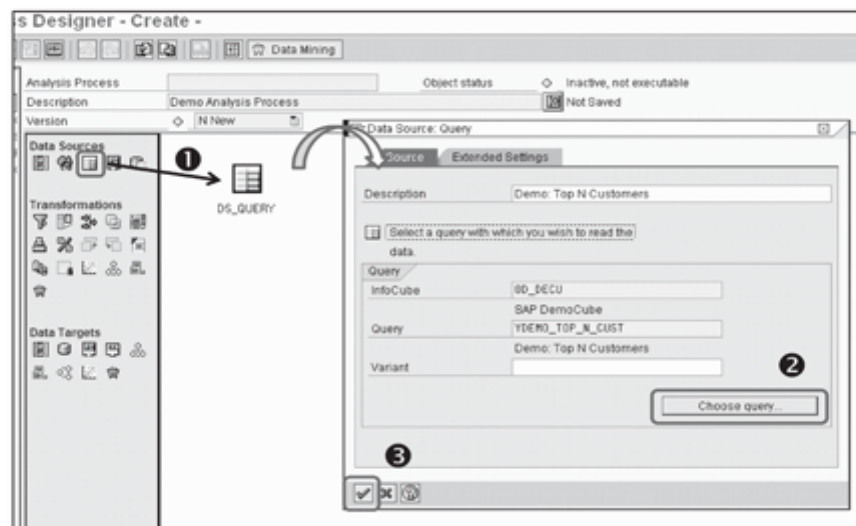 s Designer - Create -
Data Mining
Analysis Process
Object status
Inactive, not executable
Description
Demo Analysis Process
Not Saved
Version
N New
Data Sources
❶
DS_QUERY
Transformations
Data Targets
Data Source: Query
Source
Extended Settings
Description
Demo: Top N Customers
Select a query with which you wish to read the
data.
Query
InfoCube
0D_DECU
SAP DemoCube
Query
YDEMO_TOP_N_CUST
Demo: Top N Customers
Variant
❷
Choose query...
❸